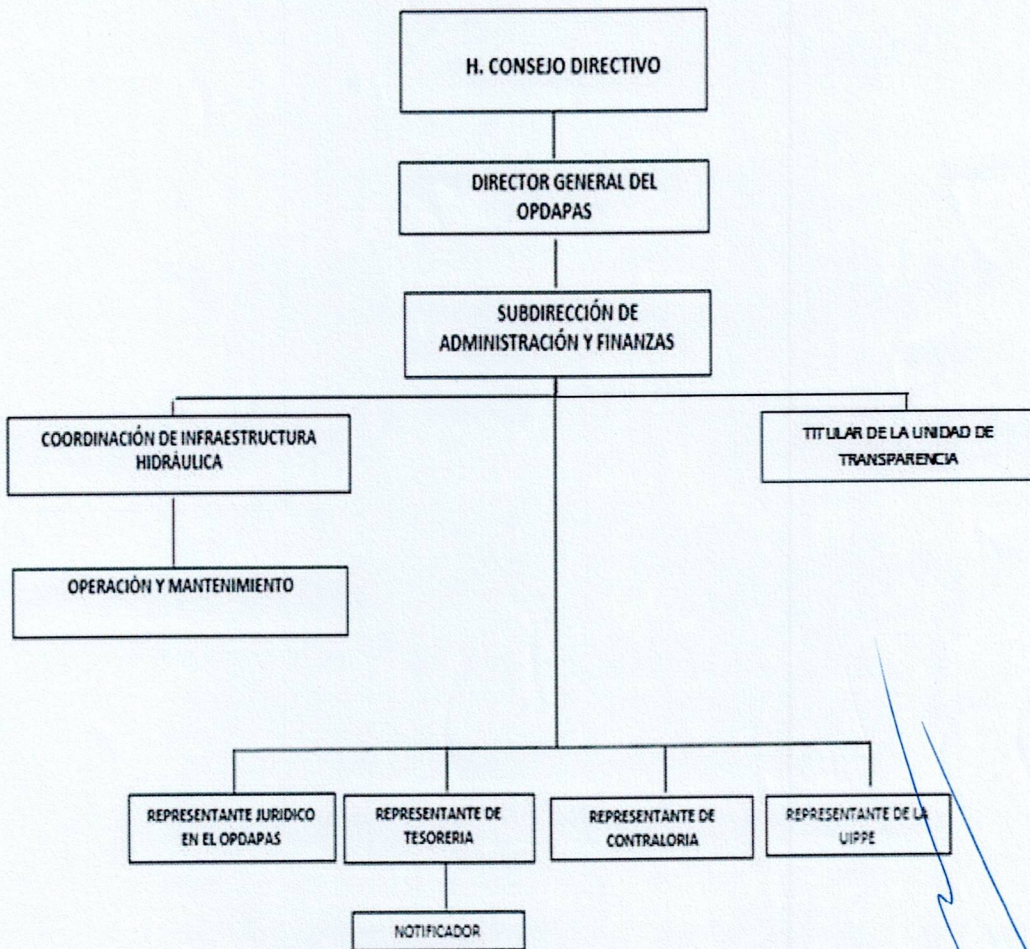 H. CONSEJO DIRECTIVO
DIRECTOR GENERAL DEL
OPDAPAS
SUBDIRECCIÓN DE
ADMINISTRACIÓN Y FINANZAS
COORDINACIÓN DE INFRAESTRUCTURA
HIDRÁULICA
TITULAR DE LA UNIDAD DE
TRANSPARENCIA
OPERACIÓN Y MANTENIMIENTO
REPRESENTANTE JURIDICO
EN EL OPDAPAS
REPRESENTANTE DE
TESORERIA
REPRESENTANTE DE
CONTRALORIA
REPRESENTANTE DE LA
UIPPE
NOTIFICADOR